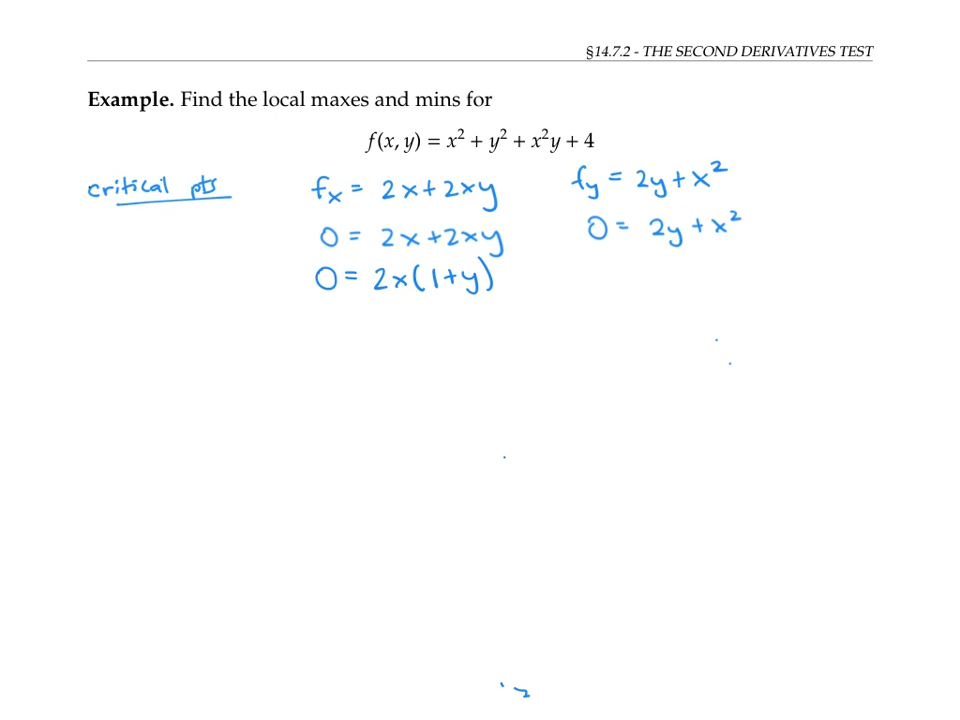 §14.7.2 - THE SECOND DERIVATIVES TEST
Example. Find the local maxes and mins for
f(x, y) = x² + y² + x²y + 4
critical pts
fx = 2x + 2xy
fy = 2y + x²
0 = 2x + 2xy
0 = 2y + x²
0 = 2x(1+y)